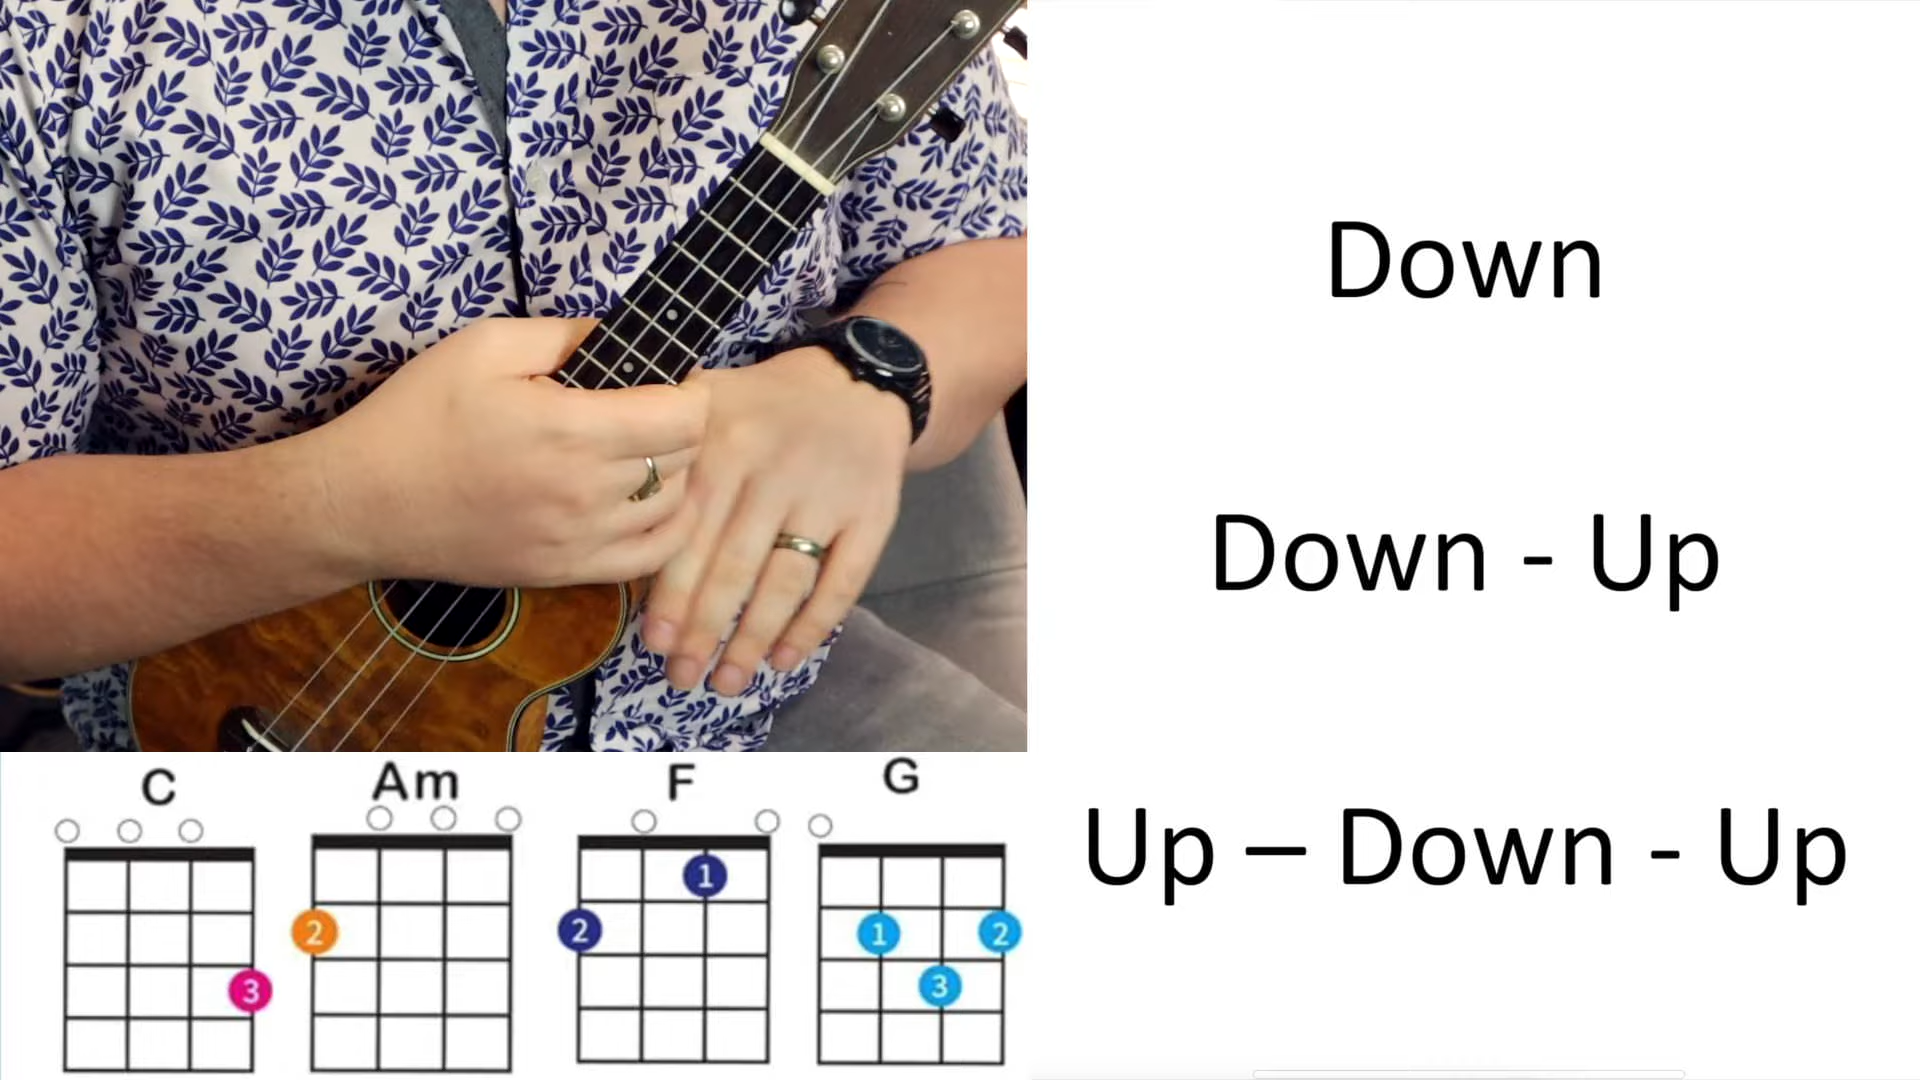 Down
Down - Up
Up – Down - Up
C Am F G
1
2 2 1 2
3 3